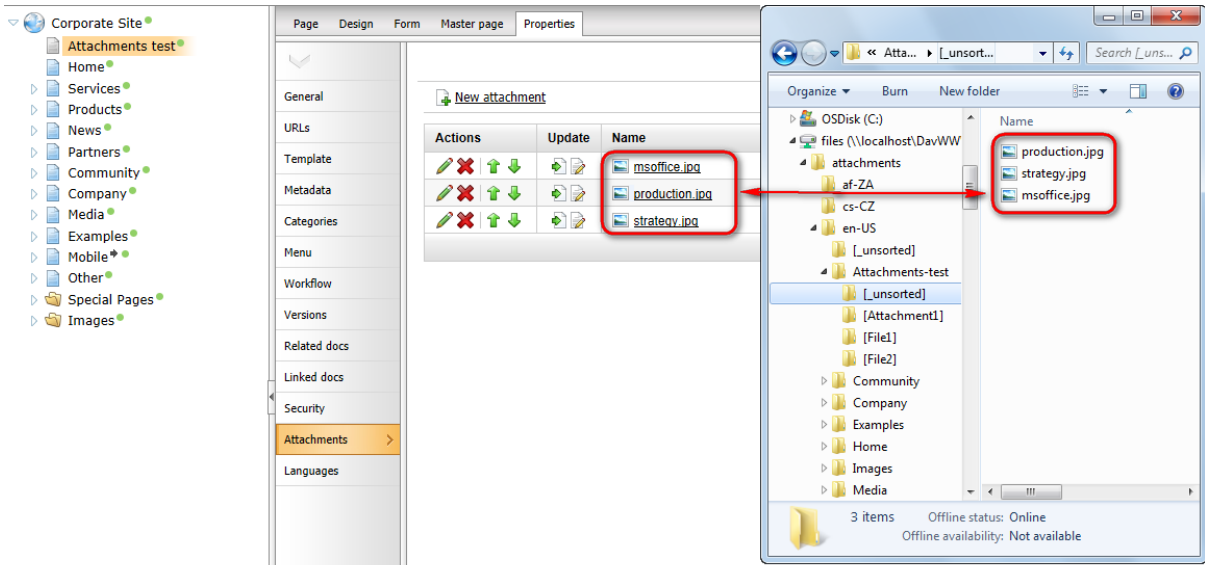 Corporate Site
Attachments test
Home
Services
Products
News
Partners
Community
Company
Media
Examples
Mobile
Other
Special Pages
Images
Page Design Form Master page Properties
General
URLs
Template
Metadata
Categories
Menu
Workflow
Versions
Related docs
Linked docs
Security
Attachments
Languages
New attachment
Actions Update Name
msoffice.jpg
production.jpg
strategy.jpg
« Atta... [_unsort... Search [_uns...
Organize Burn New folder
OSDisk (C:)
files (\\localhost\DavWW
attachments
af-ZA
cs-CZ
en-US
[_unsorted]
Attachments-test
[_unsorted]
[Attachment1]
[File1]
[File2]
Community
Company
Examples
Home
Images
Media
Name
production.jpg
strategy.jpg
msoffice.jpg
3 items Offline status: Online
Offline availability: Not available